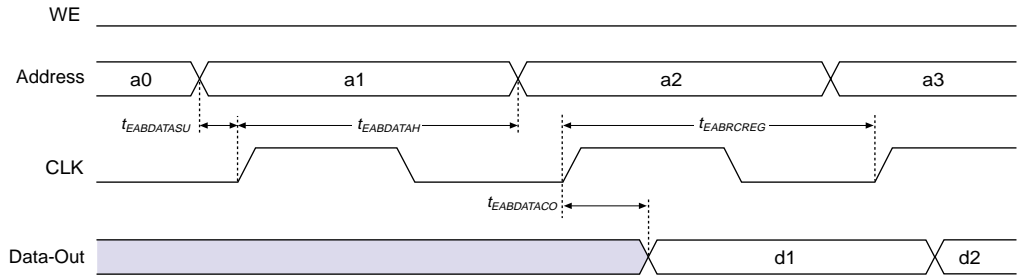 WE
Address a0 a1 a2 a3
tEABDATASU tEABDATAH tEABRCREG
CLK
tEABDATACO
Data-Out d1 d2